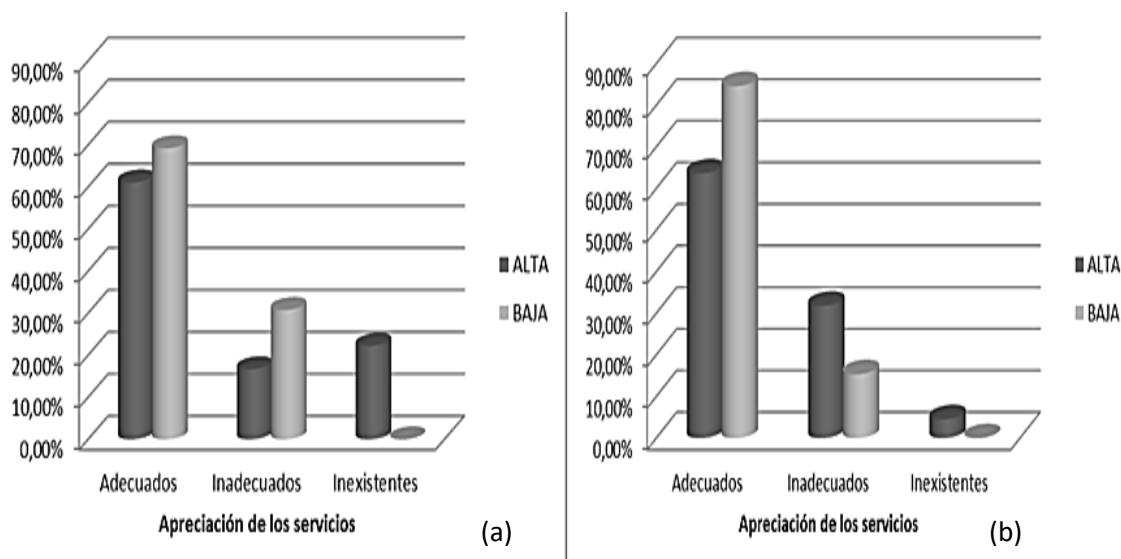 90,00%
80,00%
70,00%
60,00%
50,00%
40,00%
30,00%
20,00%
10,00%
0,00%
Adecuados Inadecuados Inexistentes
Apreciación de los servicios
(a)
ALTA
BAJA
90,00%
80,00%
70,00%
60,00%
50,00%
40,00%
30,00%
20,00%
10,00%
0,00%
Adecuados Inadecuados Inexistentes
Apreciación de los servicios
(b)
ALTA
BAJA